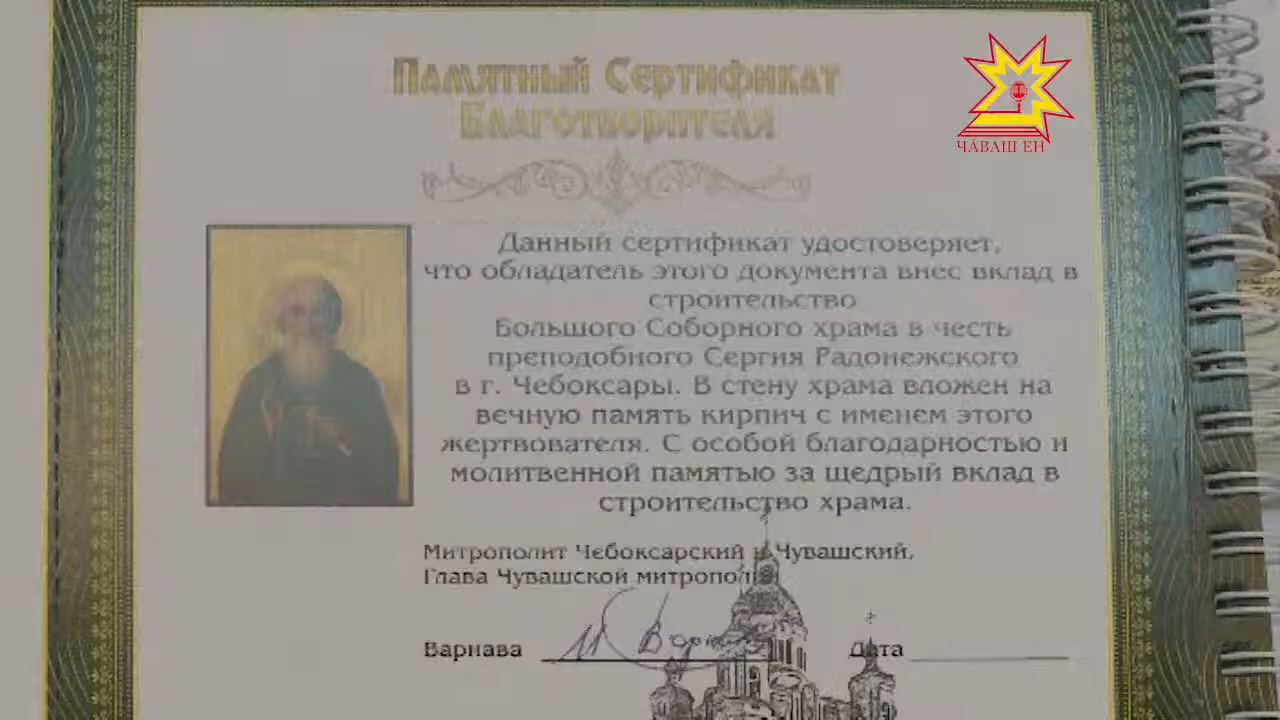 Памятный Сертификат
Благотворителя
ЧӐВАШ ЕН
Данный сертификат удостоверяет,
что обладатель этого документа внес вклад в
строительство
Большого Соборного храма в честь
преподобного Сергия Радонежского
в г. Чебоксары. В стену храма вложен на
вечную память кирпич с именем этого
жертвователя. С особой благодарностью и
молитвенной памятью за щедрый вклад в
строительство храма.
Митрополит Чебоксарский и Чувашский,
Глава Чувашской митрополии
Варнава
Дата